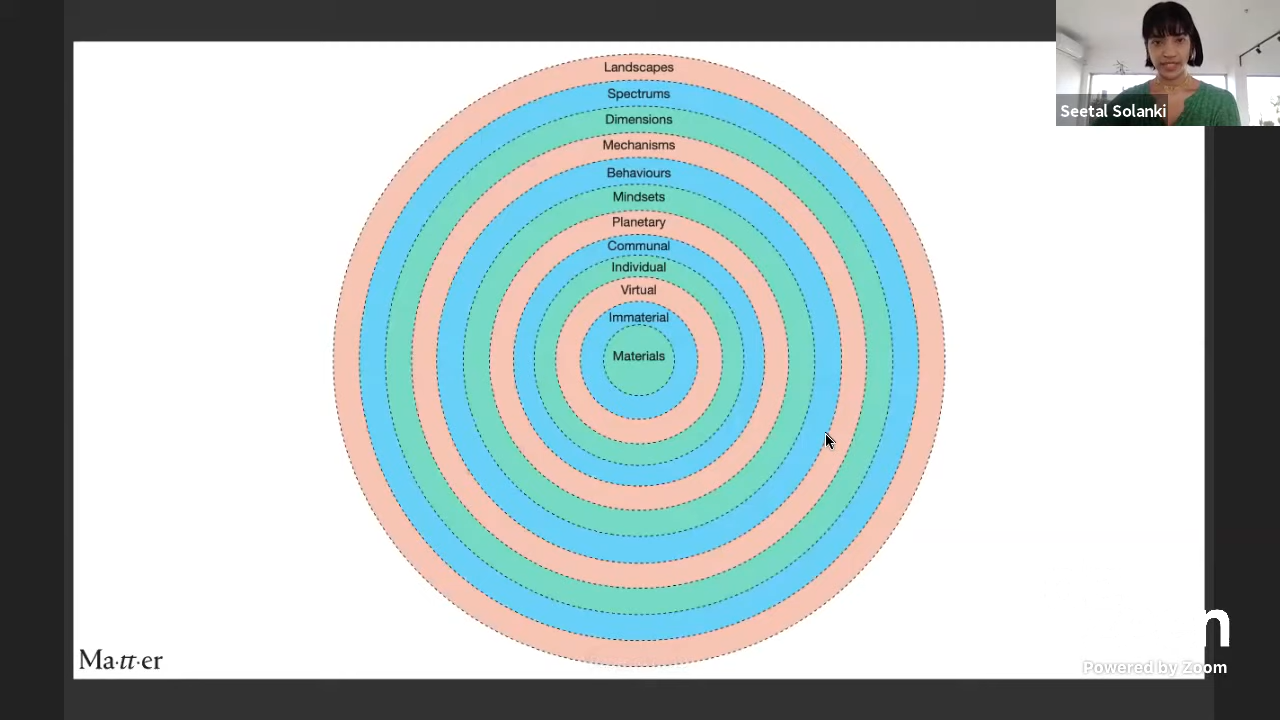 Landscapes
Spectrums
Dimensions
Mechanisms
Behaviours
Mindsets
Planetary
Communal
Individual
Virtual
Immaterial
Materials
Seetal Solanki
Ma·tt·er
Powered by Zoom